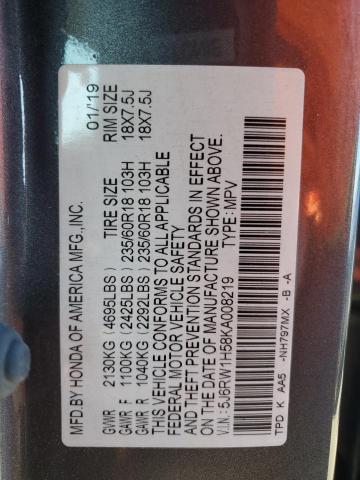 MFD.BY HONDA OF AMERICA MFG.,INC. 01/'19
TIRE SIZE RIM SIZE
GVWR 2130KG (4695LBS)
GAWR F 1100KG (2426LBS) 235/60R18 103H 18X7.5J
GAWR R 1040KG (2292LBS) 235/60R18 103H 18X7.5J
THIS VEHICLE CONFORMS TO ALL APPLICABLE
FEDERAL MOTOR VEHICLE SAFETY
AND THEFT PREVENTION STANDARDS IN EFFECT
ON THE DATE OF MANUFACTURE SHOWN ABOVE.
V.I.N.: 5J6RW1H58KA008219 TYPE: MPV
TPD K AA5 -NH797MX -B -A